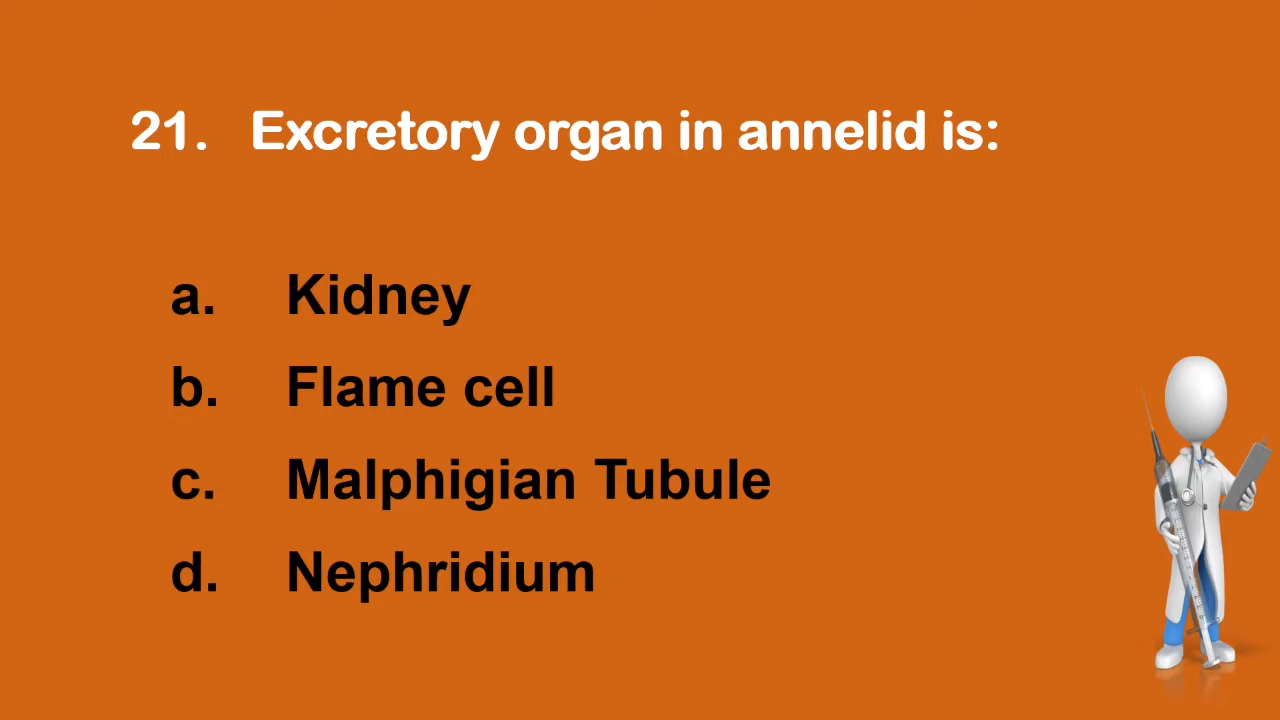 21. Excretory organ in annelid is:
a. Kidney
b. Flame cell
c. Malphigian Tubule
d. Nephridium